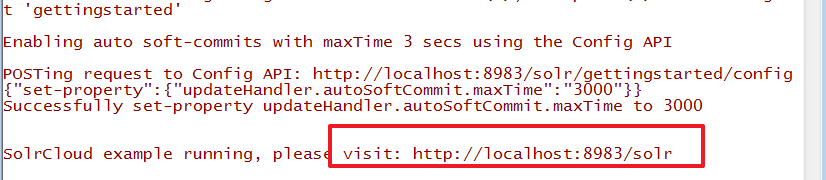 t 'gettingstarted'
Enabling auto soft-commits with maxTime 3 secs using the Config API
POSTing request to Config API: http://localhost:8983/solr/gettingstarted/config
{"set-property":{"updateHandler.autoSoftCommit.maxTime":"3000"}}
Successfully set-property updateHandler.autoSoftCommit.maxTime to 3000
SolrCloud example running, please visit: http://localhost:8983/solr